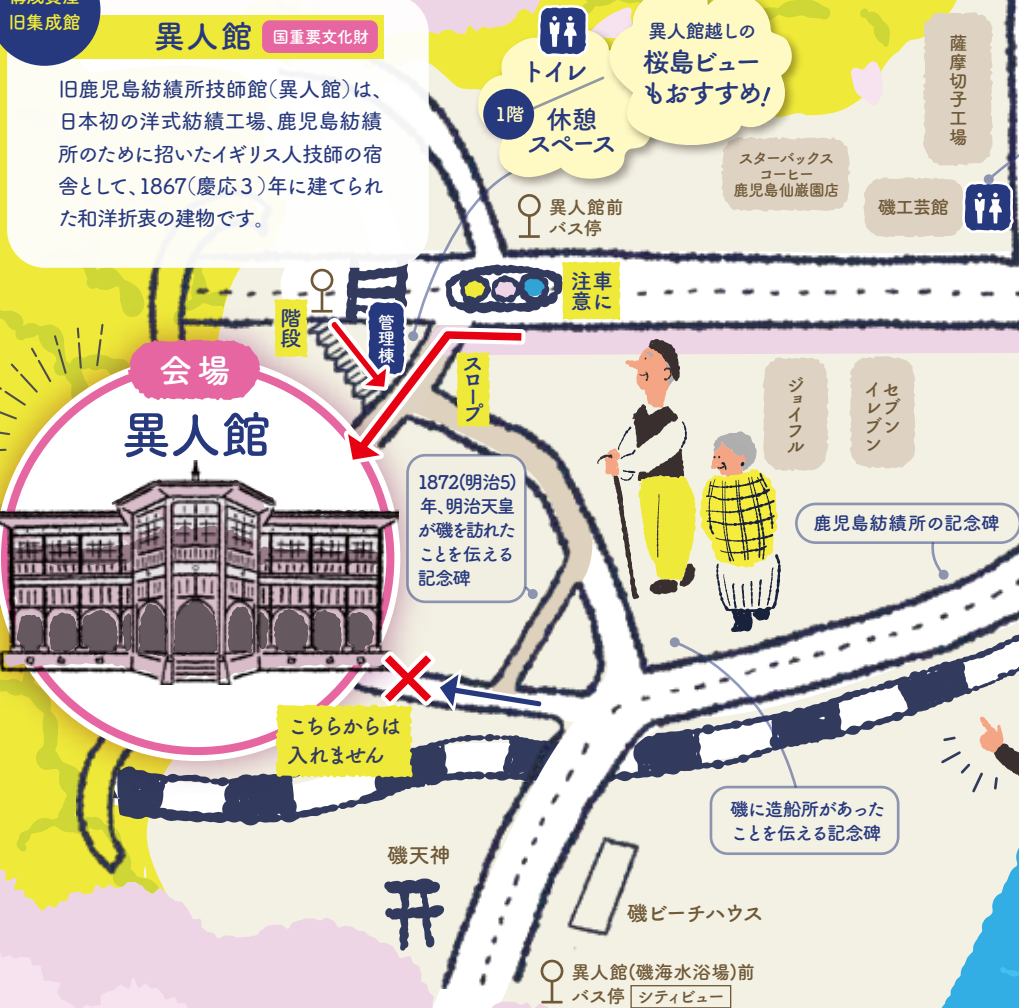 構成資産
旧集成館
異人館 国重要文化財
旧鹿児島紡績所技師館(異人館)は、
日本初の洋式紡績工場、鹿児島紡績
所のために招いたイギリス人技師の宿
舎として、1867(慶応3)年に建てられ
た和洋折衷の建物です。
トイレ
1階
休憩
スペース
異人館越しの
桜島ビュー
もおすすめ!
薩摩切子工場
スターバックス
コーヒー
鹿児島仙巌園店
磯工芸館
異人館前
バス停
車に
注意
階段
管理棟
スロープ
会場
異人館
ジョイフル
セブン
イレブン
1872(明治5)
年、明治天皇
が磯を訪れた
ことを伝える
記念碑
鹿児島紡績所の記念碑
こちらからは
入れません
磯に造船所があった
ことを伝える記念碑
磯天神
磯ビーチハウス
異人館(磯海水浴場)前
バス停 シティビュー